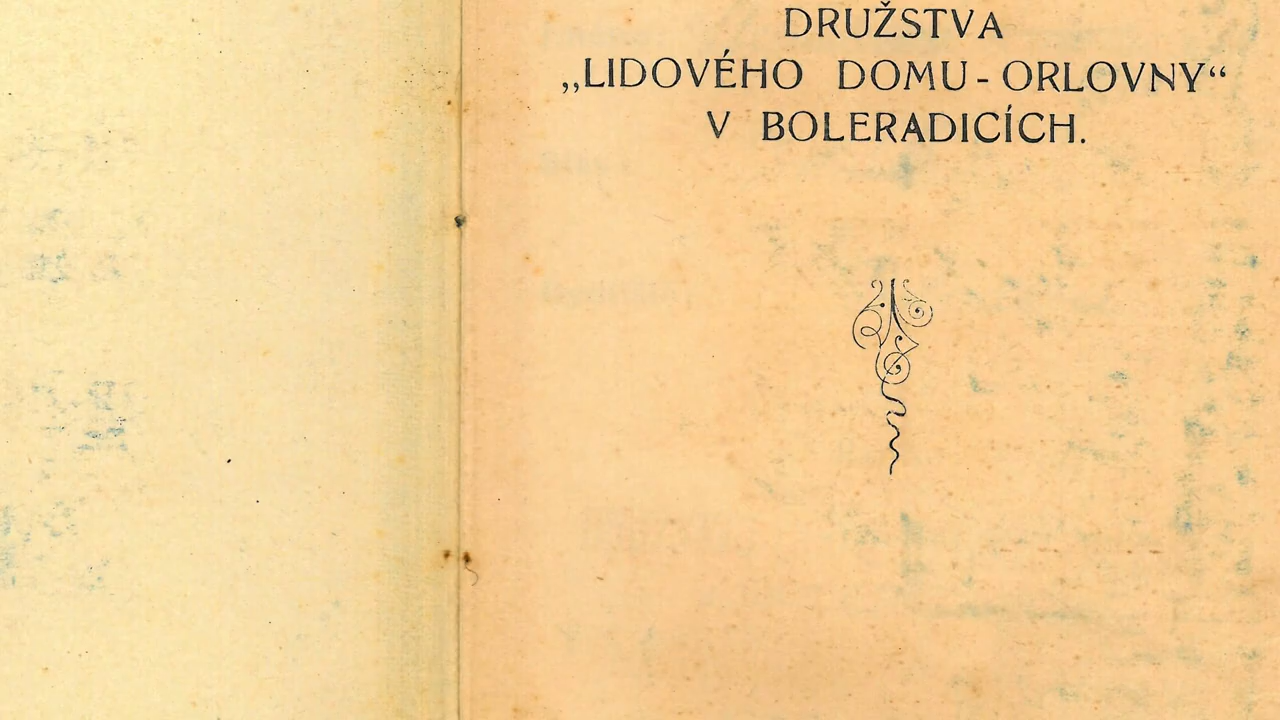 DRUŽSTVA
„LIDOVÉHO DOMU - ORLOVNY“
V BOLERADICÍCH.